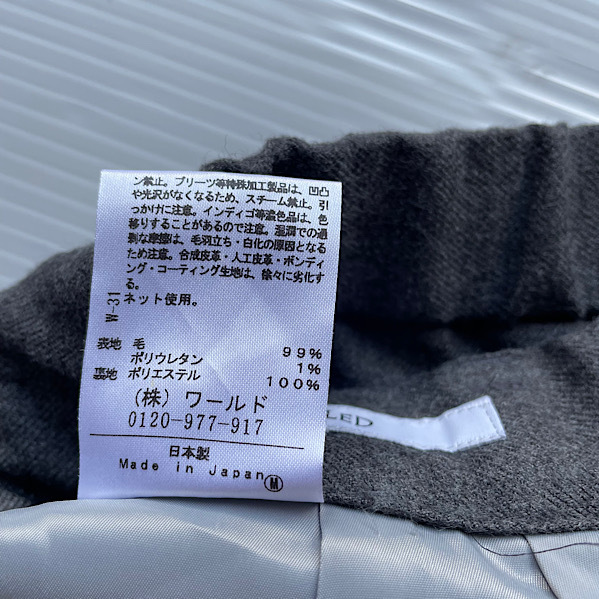 ン禁止。プリーツ等特殊加工製品は、凹凸
や光沢がなくなるため、スチーム禁止。引
っかけに注意。インディゴ等濃色品は、色
移りすることがあるので注意。湿潤での過
剰な摩擦は、毛羽立ち・白化の原因となる
ため注意。合成皮革・人工皮革・ボンディ
ング・コーティング生地は、徐々に劣化す
る。
ネット使用。
W-31
表地 毛 99%
ポリウレタン 1%
裏地 ポリエステル 100%
(株) ワールド
0120-977-917
日本製
Made in Japan M
LED